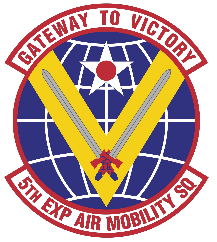 GATEWAY TO VICTORY
5TH EXP AIR MOBILITY SQ